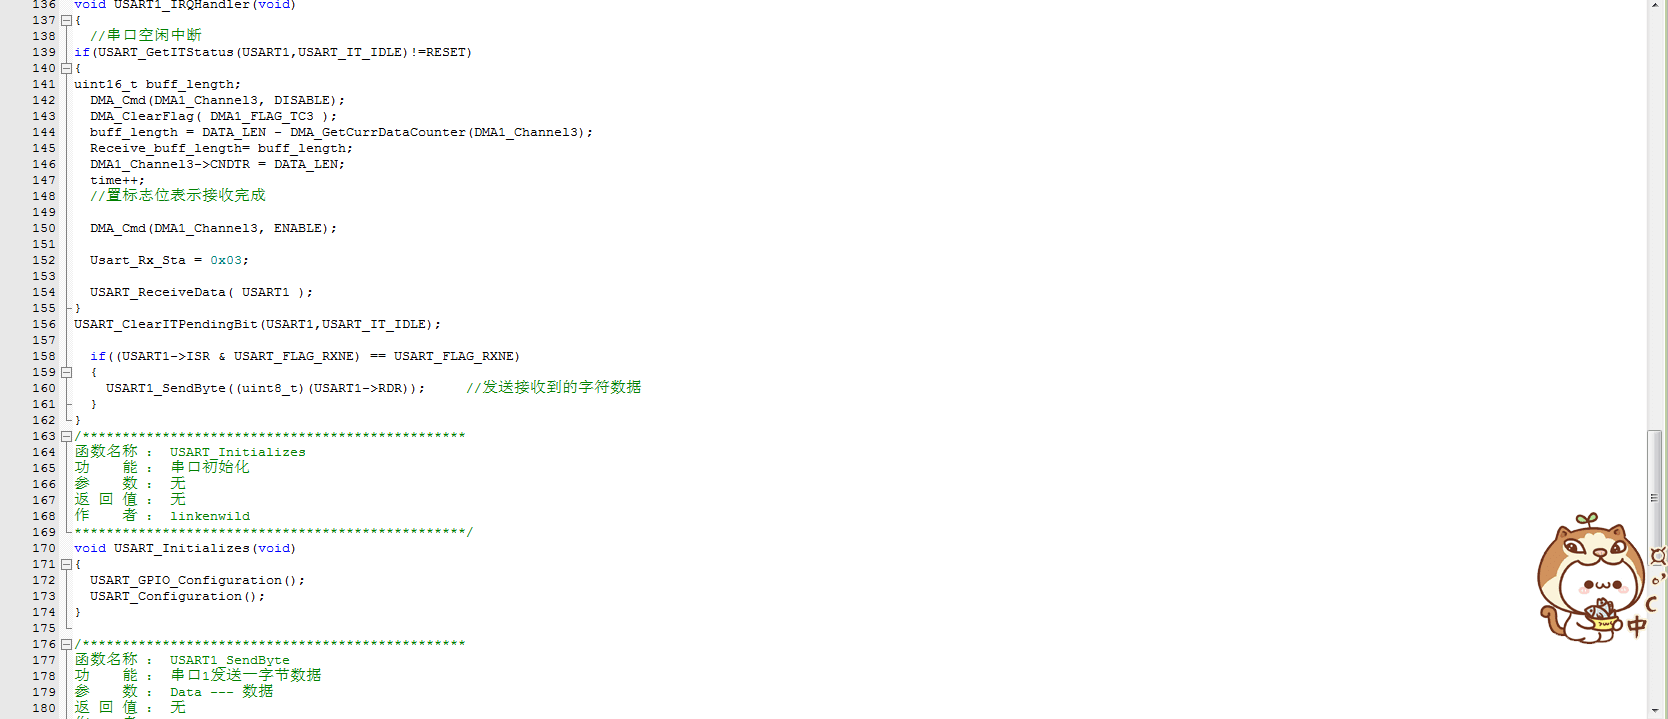 136 void USART1_IRQHandler(void)
137 {
138 //串口空闲中断
139 if(USART_GetITStatus(USART1,USART_IT_IDLE)!=RESET)
140 {
141 uint16_t buff_length;
142 DMA_Cmd(DMA1_Channel3, DISABLE);
143 DMA_ClearFlag( DMA1_FLAG_TC3 );
144 buff_length = DATA_LEN - DMA_GetCurrDataCounter(DMA1_Channel3);
145 Receive_buff_length= buff_length;
146 DMA1_Channel3->CNDTR = DATA_LEN;
147 time++;
148 //置标志位表示接收完成
149
150 DMA_Cmd(DMA1_Channel3, ENABLE);
151
152 Usart_Rx_Sta = 0x03;
153
154 USART_ReceiveData( USART1 );
155 }
156 USART_ClearITPendingBit(USART1,USART_IT_IDLE);
157
158 if((USART1->ISR & USART_FLAG_RXNE) == USART_FLAG_RXNE)
159 {
160 USART1_SendByte((uint8_t)(USART1->RDR)); //发送接收到的字符数据
161 }
162 }
163 /************************************************
164 函数名称 : USART_Initializes
165 功 能 : 串口初始化
166 参 数 : 无
167 返 回 值 : 无
168 作 者 : linkenwild
169 *************************************************/
170 void USART_Initializes(void)
171 {
172 USART_GPIO_Configuration();
173 USART_Configuration();
174 }
175
176 /************************************************
177 函数名称 : USART1_SendByte
178 功 能 : 串口1发送一字节数据
179 参 数 : Data --- 数据
180 返 回 值 : 无
中